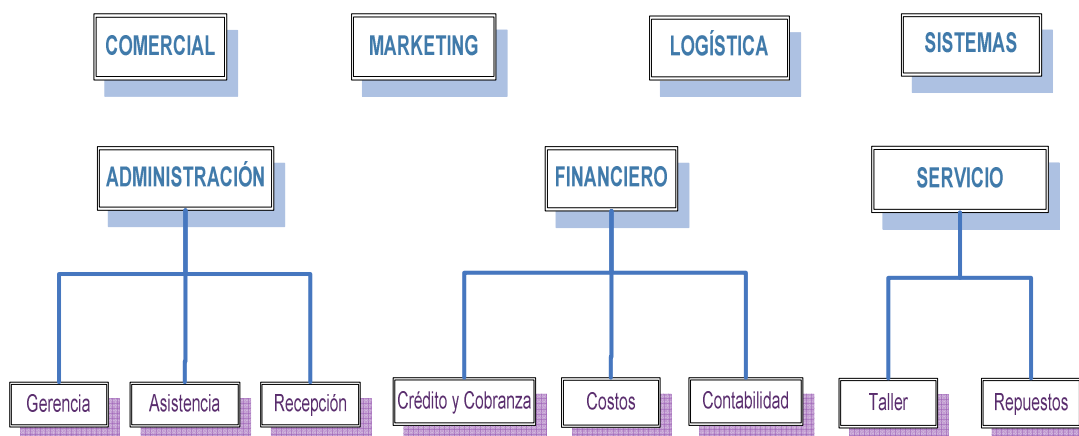 COMERCIAL
MARKETING
LOGÍSTICA
SISTEMAS
ADMINISTRACIÓN
FINANCIERO
SERVICIO
Gerencia
Asistencia
Recepción
Crédito y Cobranza
Costos
Contabilidad
Taller
Repuestos